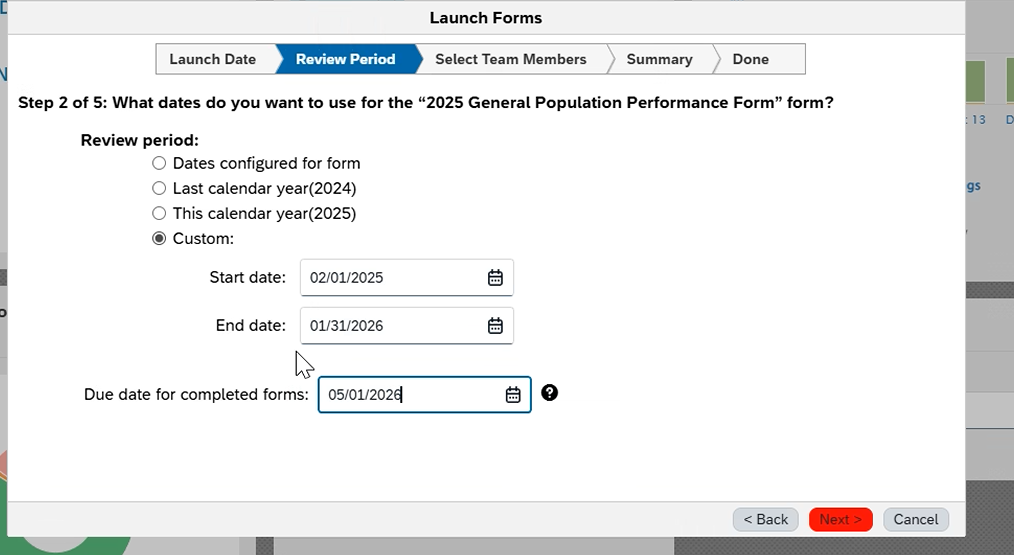 Launch Forms
Launch Date
Review Period
Select Team Members
Summary
Done
Step 2 of 5: What dates do you want to use for the “2025 General Population Performance Form” form?
Review period:
Dates configured for form
Last calendar year(2024)
This calendar year(2025)
Custom:
Start date: 02/01/2025
End date: 01/31/2026
Due date for completed forms: 05/01/2026 ?
< Back
Next >
Cancel
13
gs